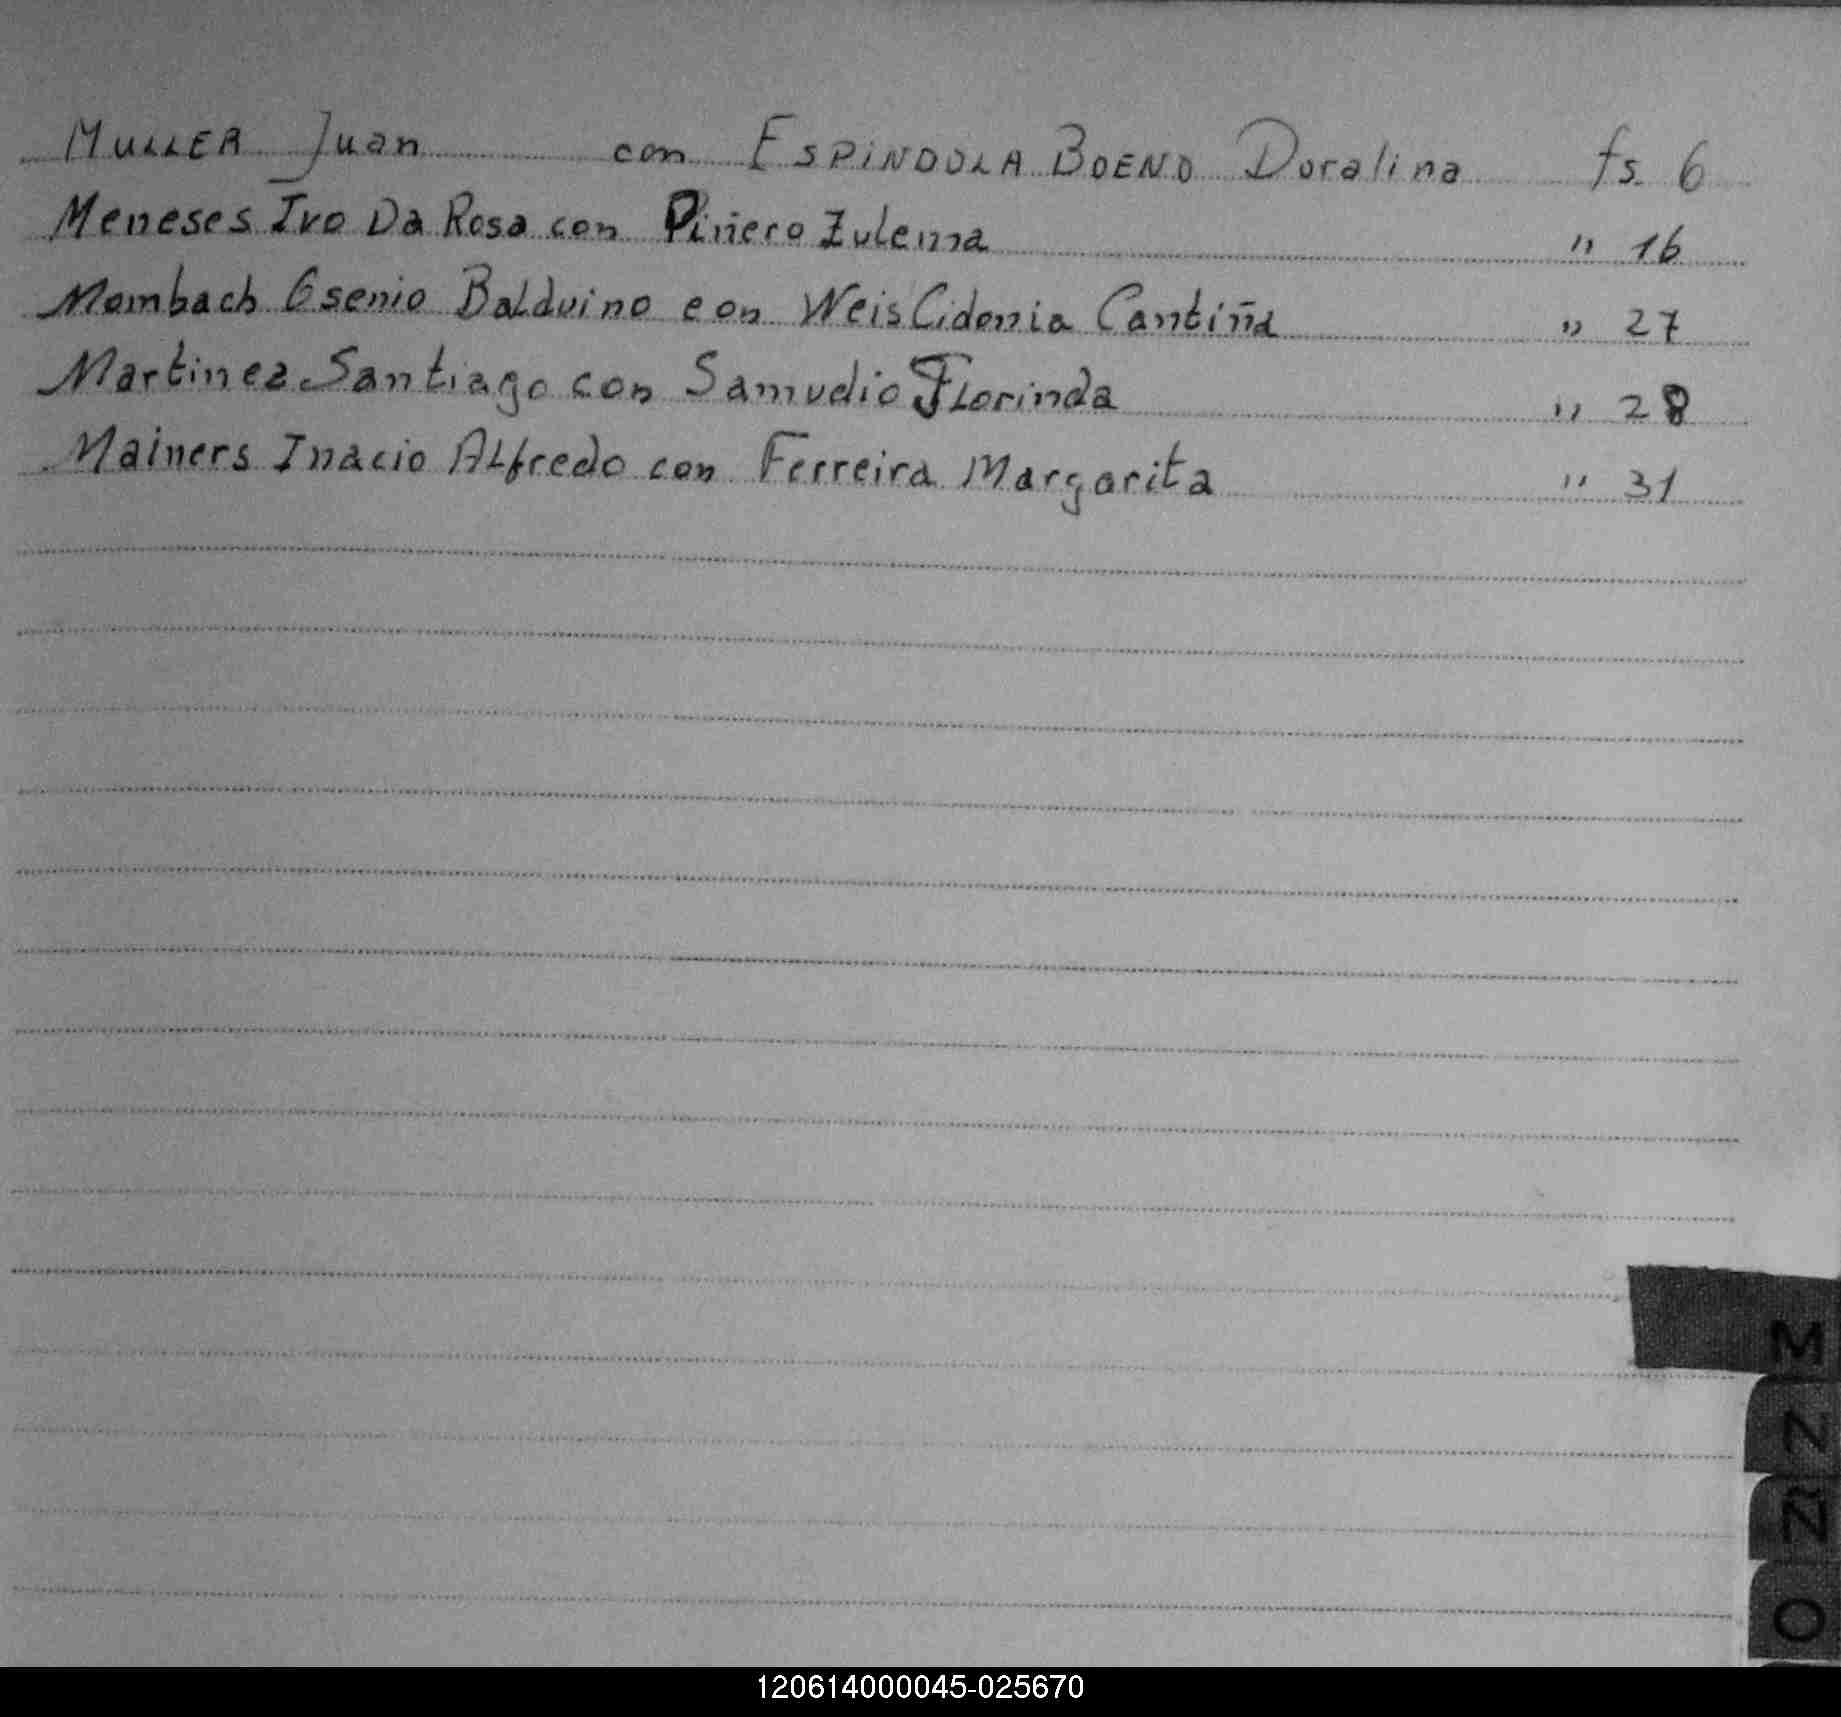 MULLER Juan con ESPINDOLA BOENO Doralina fs. 6
Meneses Ivo Da Rosa con Piñero Zulema " 16
Mombach Osenio Balduino con Weis Cidonia Cantiña " 27
Martinez Santiago con Samudio Florinda " 28
Mainers Inacio Alfredo con Ferreira Margarita " 31
M
N
Ñ
O
120614000045-025670